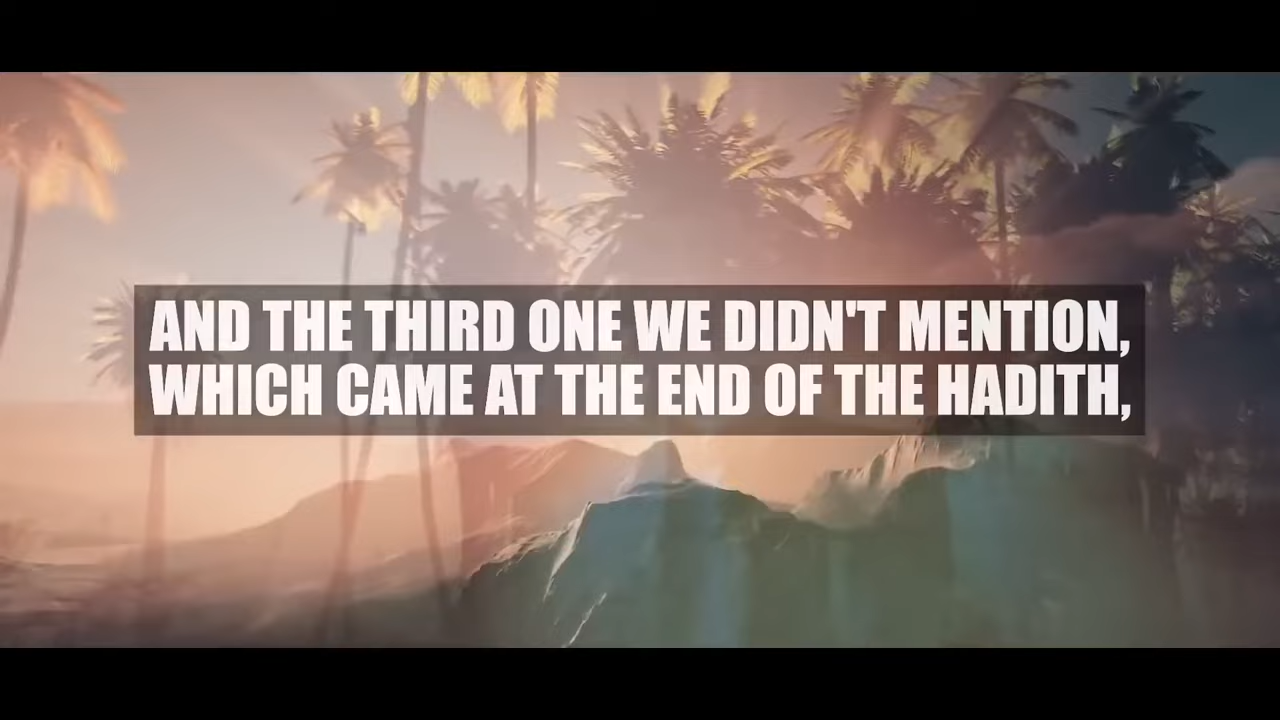 AND THE THIRD ONE WE DIDN'T MENTION,
WHICH CAME AT THE END OF THE HADITH,